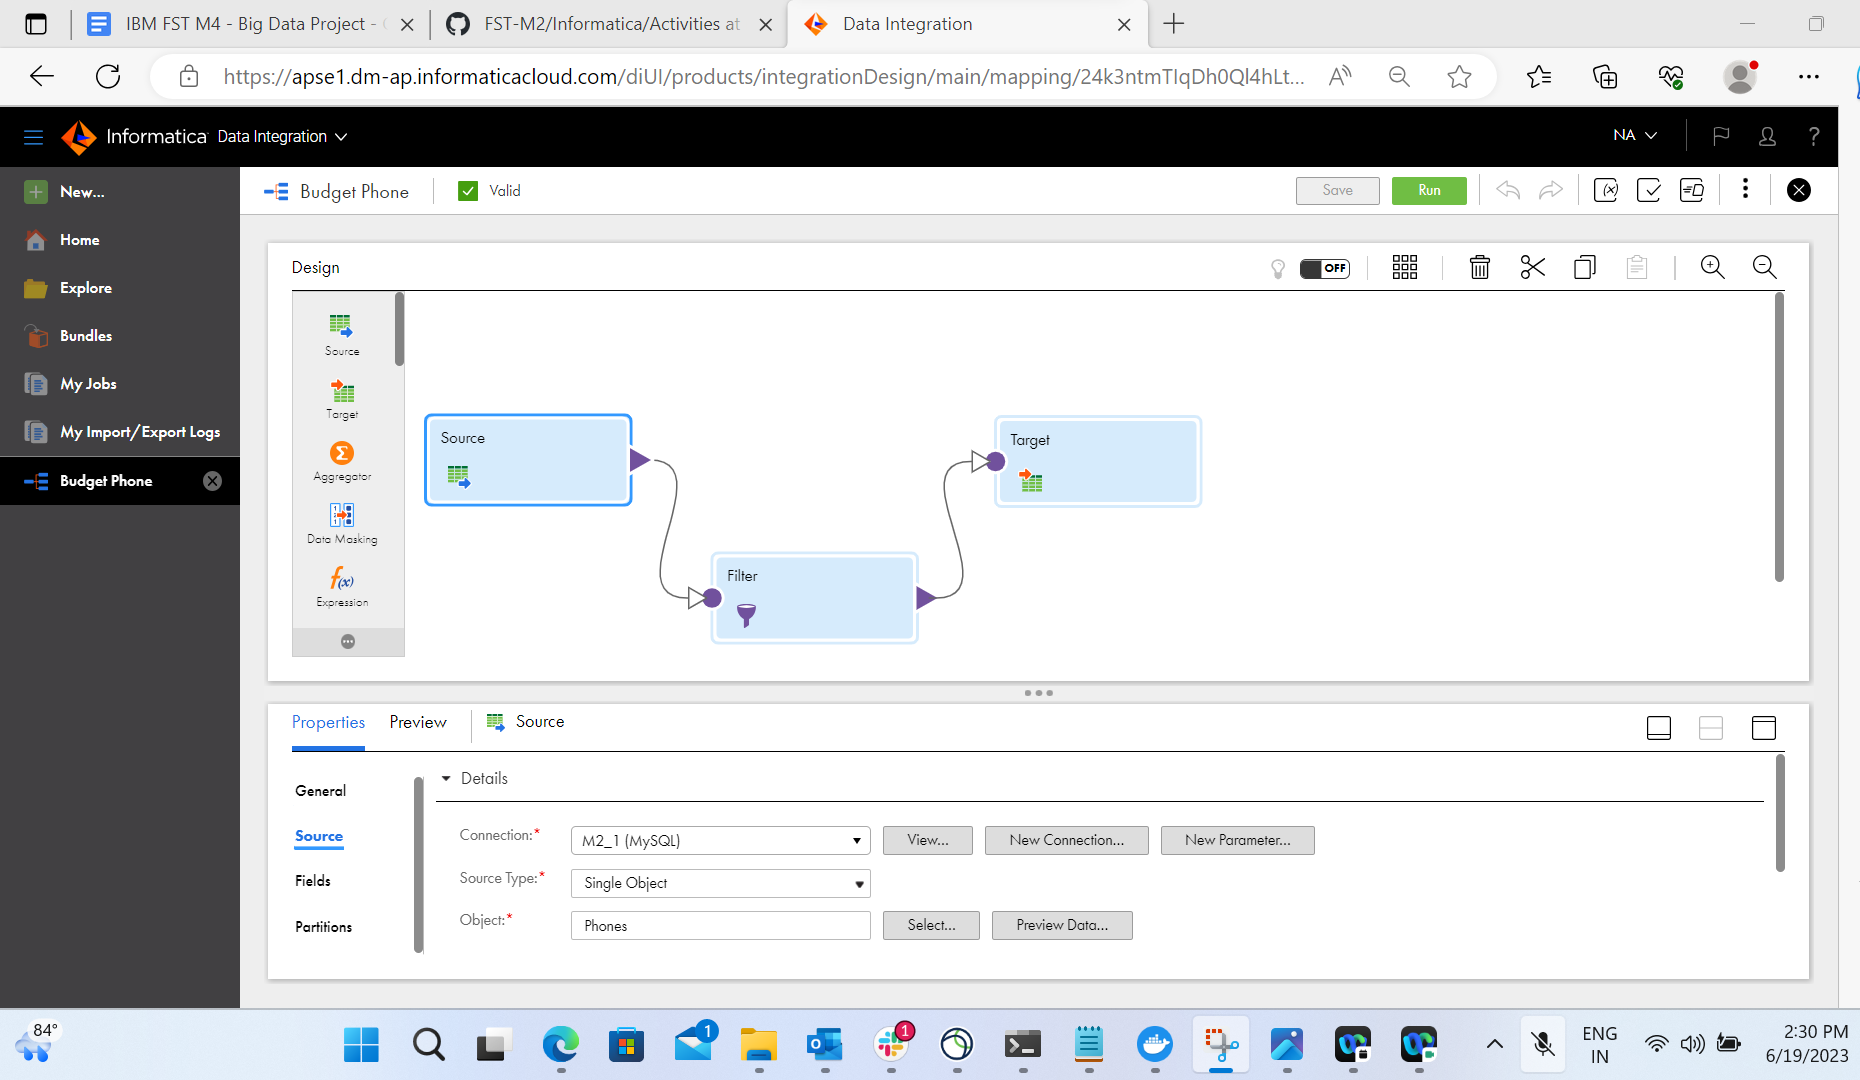 IBM FST M4 - Big Data Project -
FST-M2/Informatica/Activities at
Data Integration
https://apse1.dm-ap.informaticacloud.com/diUI/products/integrationDesign/main/mapping/24k3ntmTIqDh0Ql4hLt...
Informatica Data Integration
NA
?
New...
Home
Explore
Bundles
My Jobs
My Import/Export Logs
Budget Phone
Budget Phone
Valid
Save
Run
Design
OFF
Source
Target
Aggregator
Data Masking
Expression
Source
Filter
Target
Properties
Preview
Source
General
Source
Fields
Partitions
Details
Connection:*
M2_1 (MySQL)
View...
New Connection...
New Parameter...
Source Type:*
Single Object
Object:*
Phones
Select...
Preview Data...
84°
1
1
ENG
IN
2:30 PM
6/19/2023